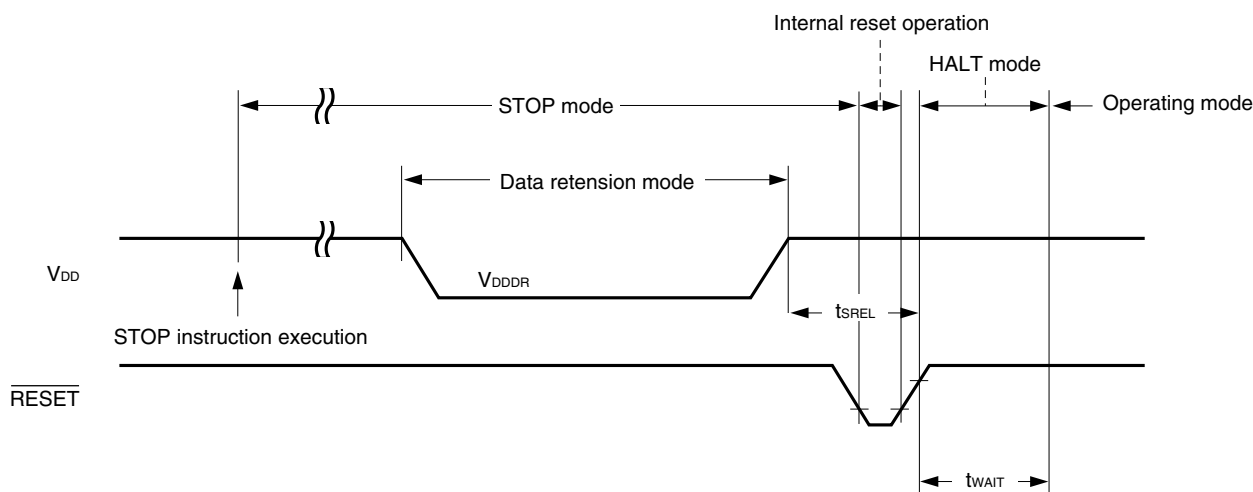 Internal reset operation
HALT mode
STOP mode
Operating mode
Data retension mode
VDD
VDDDR
tSREL
STOP instruction execution
RESET
tWAIT